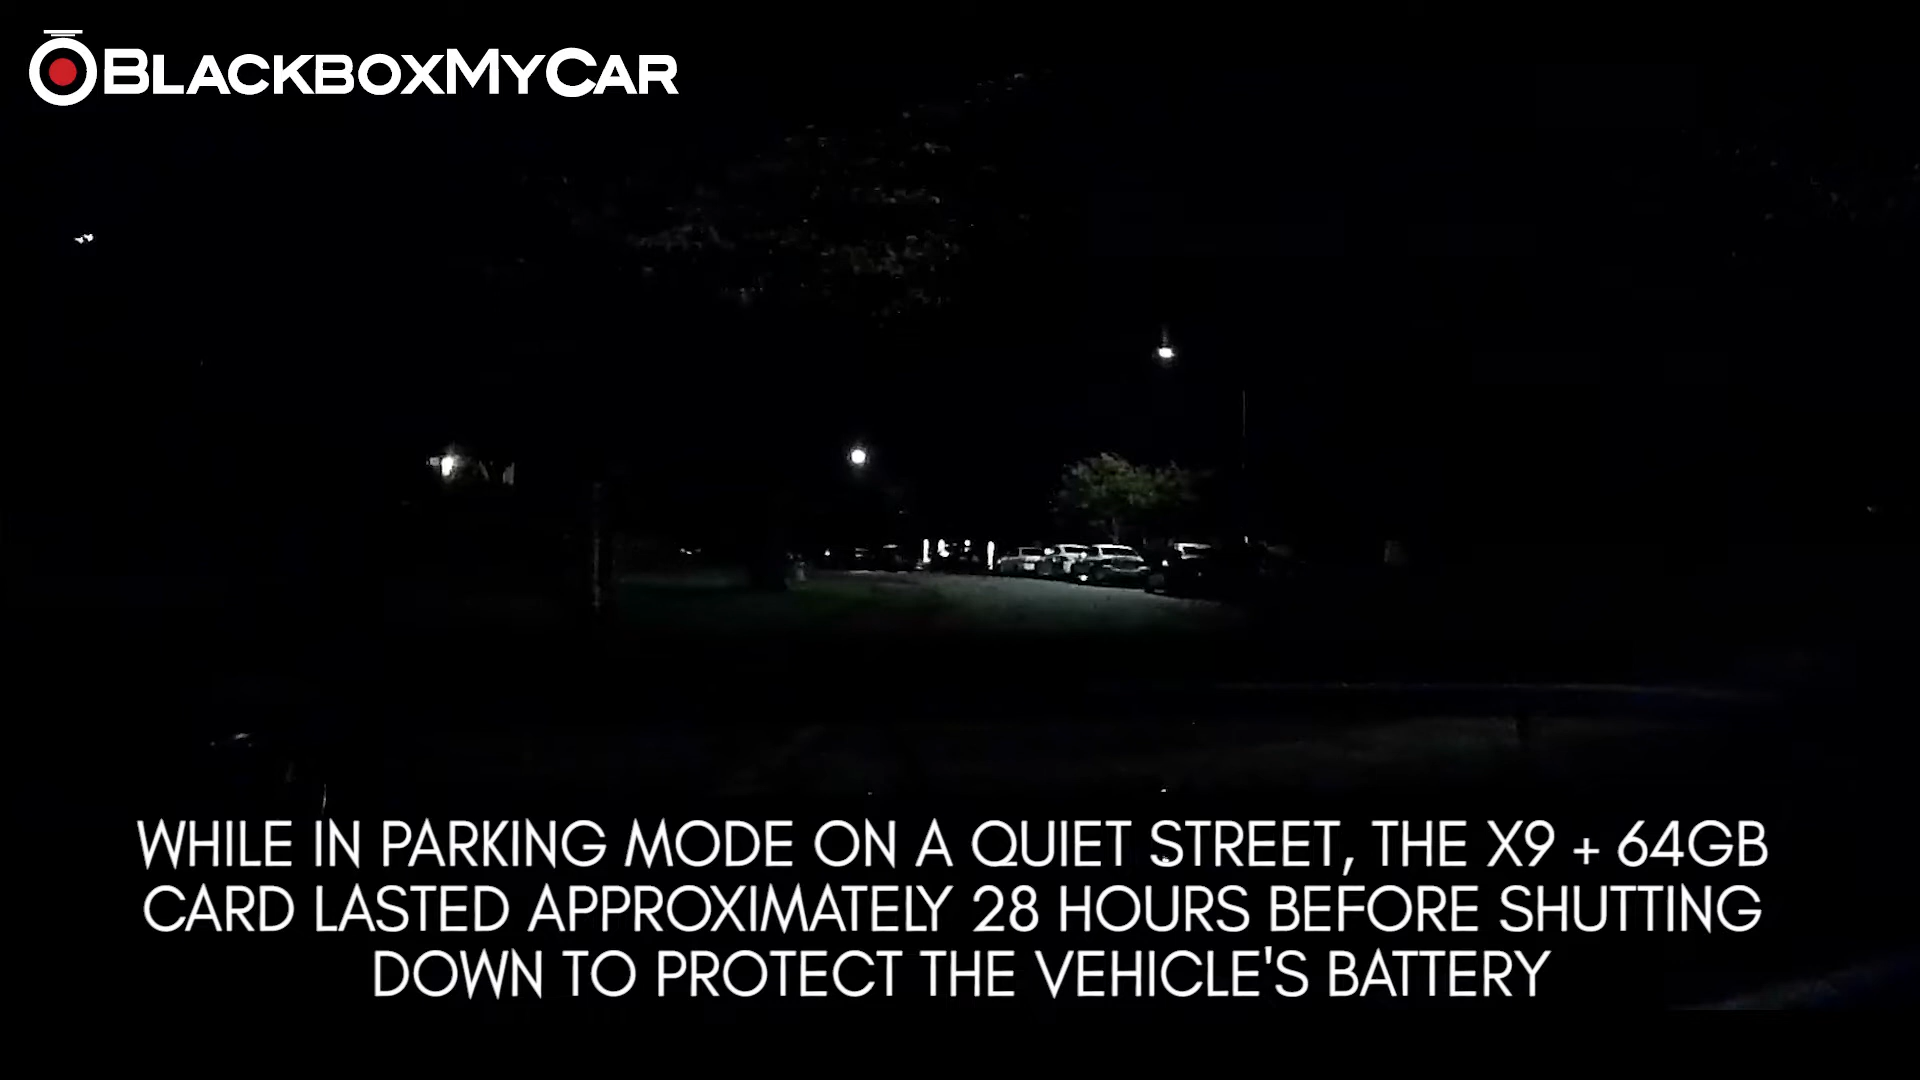 BLACKBOXMYCAR
WHILE IN PARKING MODE ON A QUIET STREET, THE X9 + 64GB
CARD LASTED APPROXIMATELY 28 HOURS BEFORE SHUTTING
DOWN TO PROTECT THE VEHICLE'S BATTERY